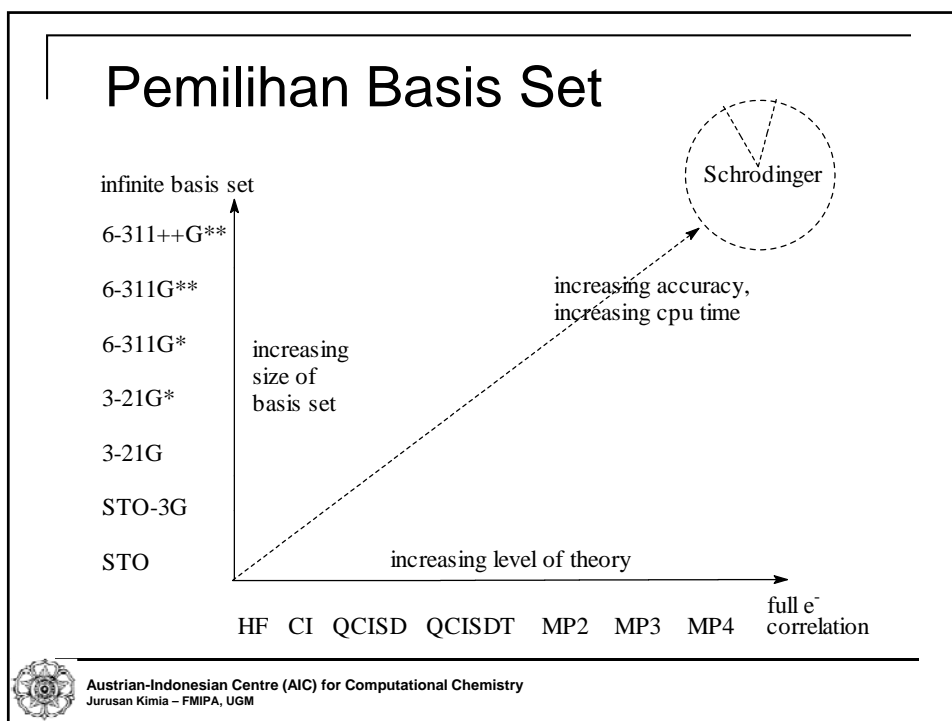 Pemilihan Basis Set
Schrodinger
infinite basis set
6-311++G**
6-311G**
6-311G*
3-21G*
3-21G
STO-3G
STO
increasing
size of
basis set
increasing accuracy,
increasing cpu time
increasing level of theory
HF CI QCISD QCISDT MP2 MP3 MP4
full e⁻
correlation
Austrian-Indonesian Centre (AIC) for Computational Chemistry
Jurusan Kimia – FMIPA, UGM